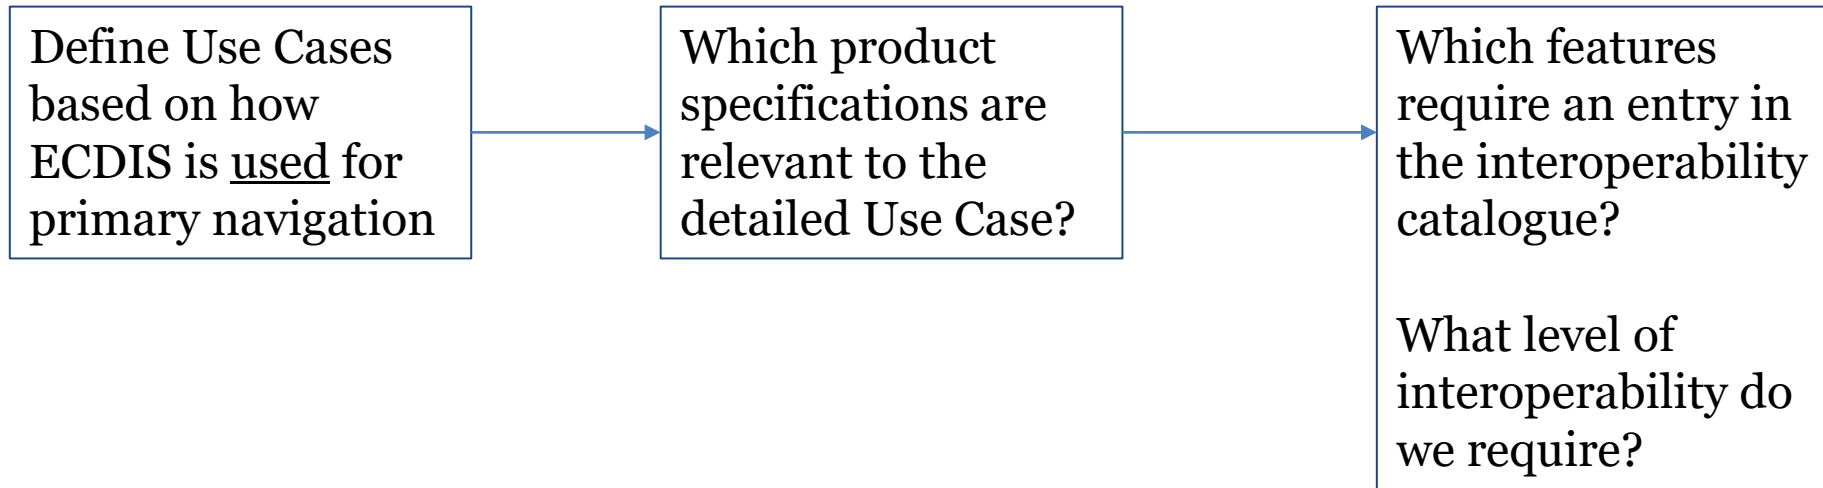 Define Use Cases
based on how
ECDIS is used for
primary navigation
Which product
specifications are
relevant to the
detailed Use Case?
Which features
require an entry in
the interoperability
catalogue?
What level of
interoperability do
we require?